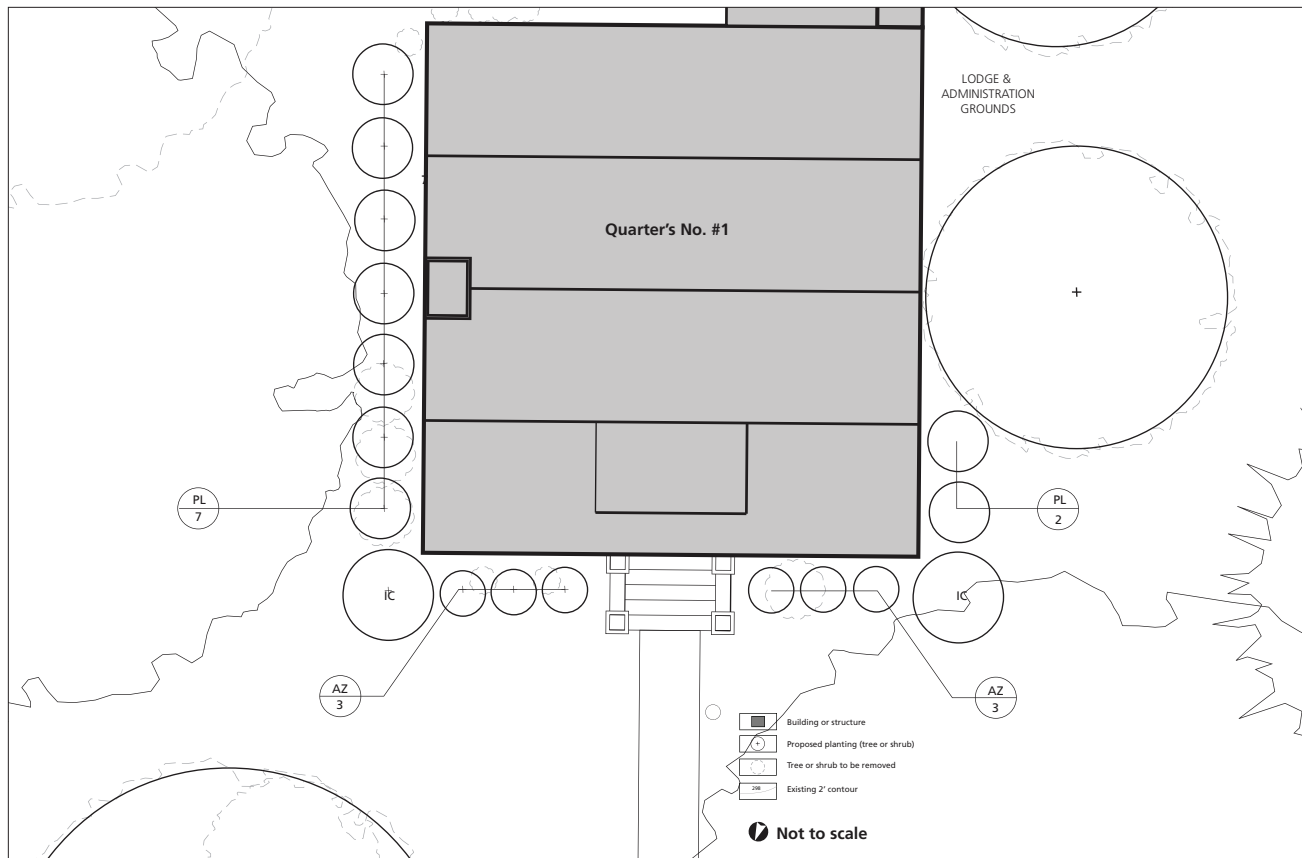 LODGE &
ADMINISTRATION
GROUNDS
Quarter's No. #1
PL
7
PL
2
IC
IC
AZ
3
AZ
3
Building or structure
Proposed planting (tree or shrub)
Tree or shrub to be removed
298
Existing 2' contour
Not to scale